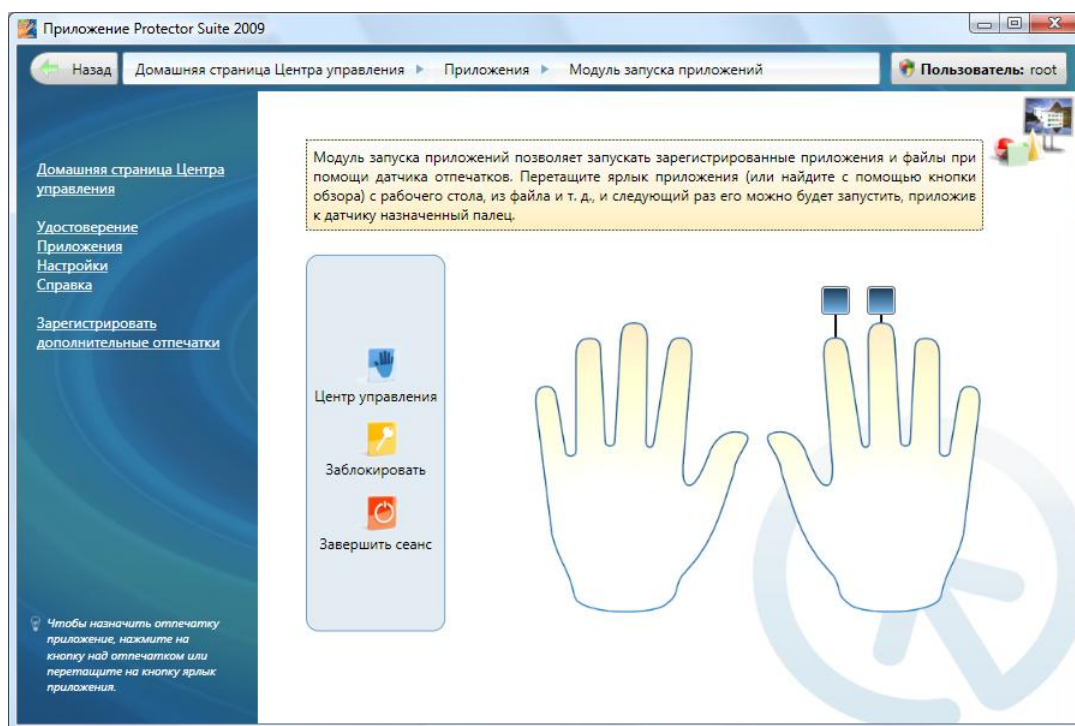 Приложение Protector Suite 2009
Назад
Домашняя страница Центра управления
Приложения
Модуль запуска приложений
Пользователь: root
Домашняя страница Центра
управления
Удостоверение
Приложения
Настройки
Справка
Зарегистрировать
дополнительные отпечатки
Чтобы назначить отпечатку
приложение, нажмите на
кнопку над отпечатком или
перетащите на кнопку ярлык
приложения.
Модуль запуска приложений позволяет запускать зарегистрированные приложения и файлы при
помощи датчика отпечатков. Перетащите ярлык приложения (или найдите с помощью кнопки
обзора) с рабочего стола, из файла и т. д., и следующий раз его можно будет запустить, приложив
к датчику назначенный палец.
Центр управления
Заблокировать
Завершить сеанс